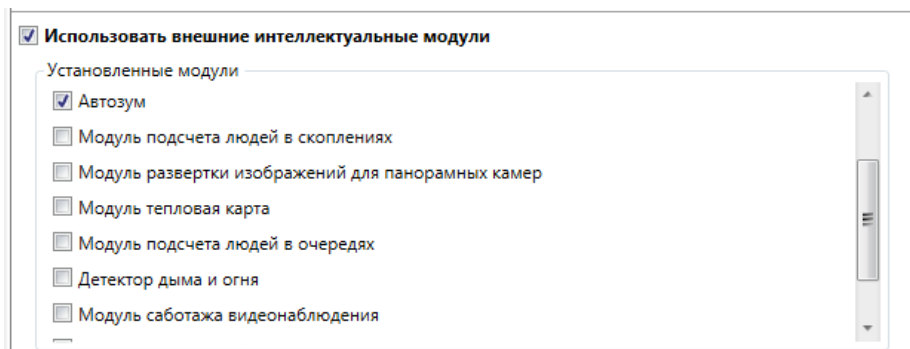 Использовать внешние интеллектуальные модули
Установленные модули
Автозум
Модуль подсчета людей в скоплениях
Модуль развертки изображений для панорамных камер
Модуль тепловая карта
Модуль подсчета людей в очередях
Детектор дыма и огня
Модуль саботажа видеонаблюдения